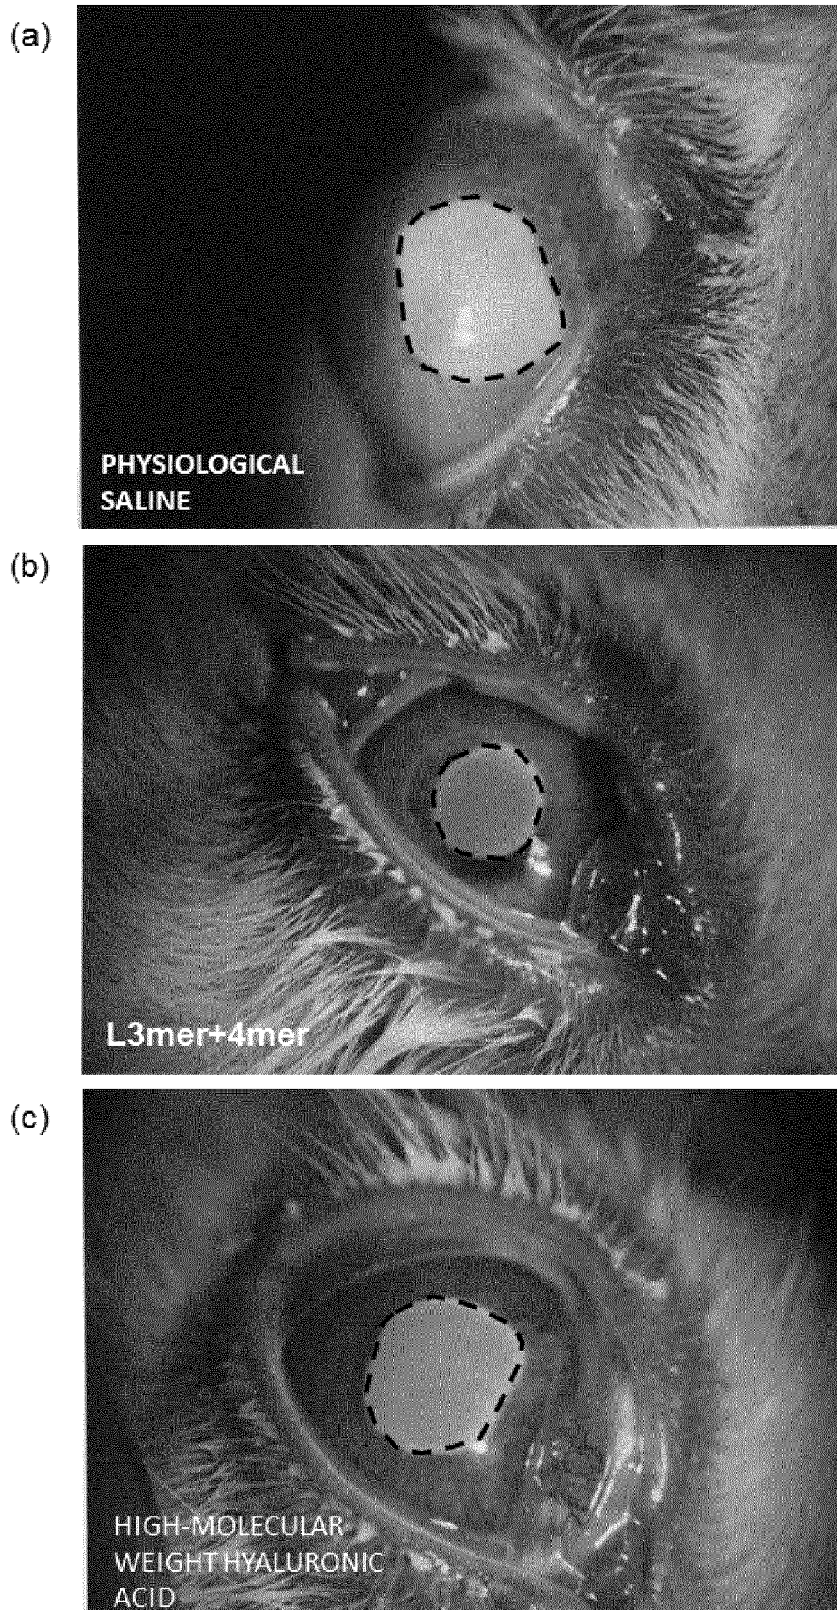 (a)
PHYSIOLOGICAL
SALINE
(b)
L3mer+4mer
(c)
HIGH-MOLECULAR
WEIGHT HYALURONIC
ACID